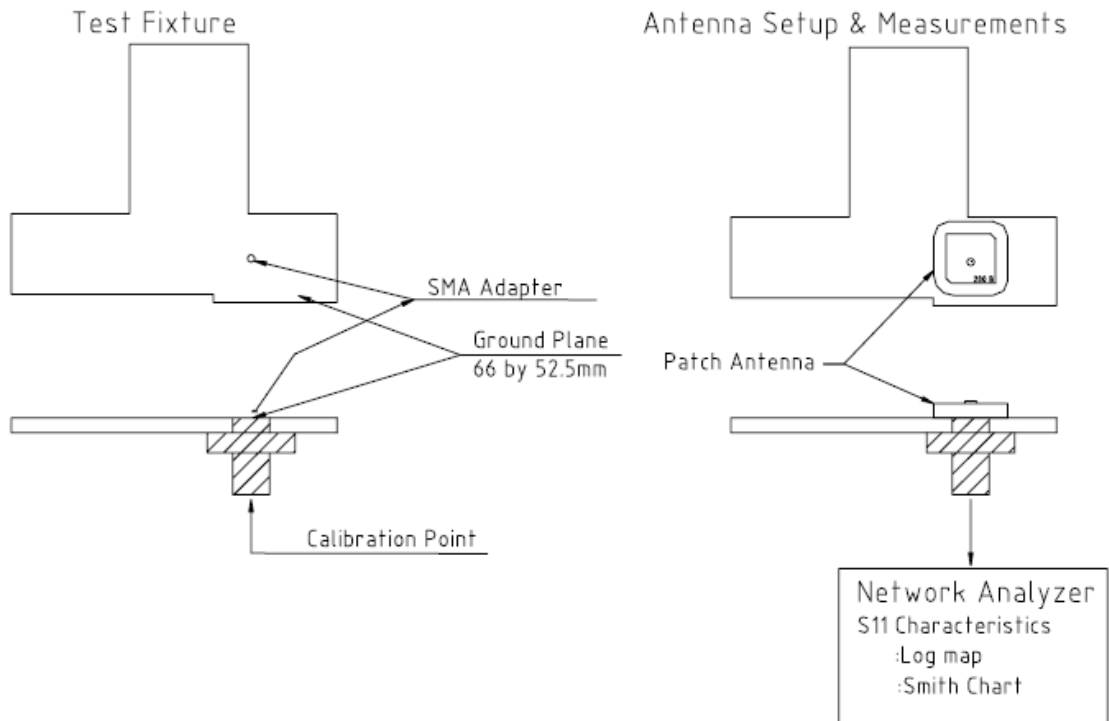 Test Fixture
Antenna Setup & Measurements
SMA Adapter
Ground Plane
66 by 52.5mm
Calibration Point
Patch Antenna
Network Analyzer
S11 Characteristics
:Log map
:Smith Chart